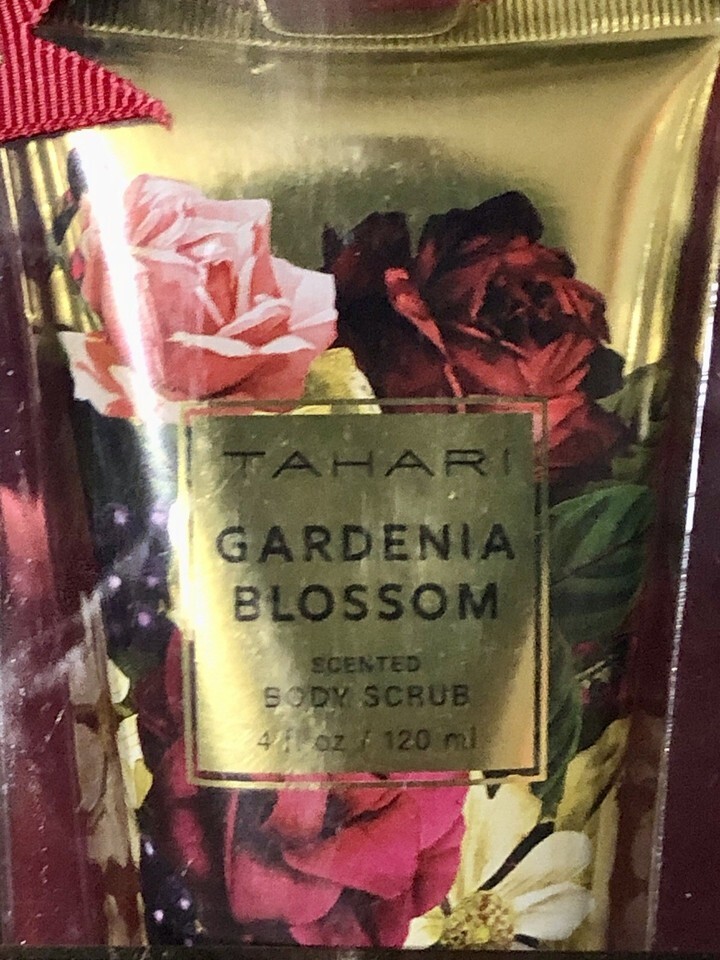 TAHARI
GARDENIA
BLOSSOM
SCENTED
BODY SCRUB
4 fl oz / 120 ml